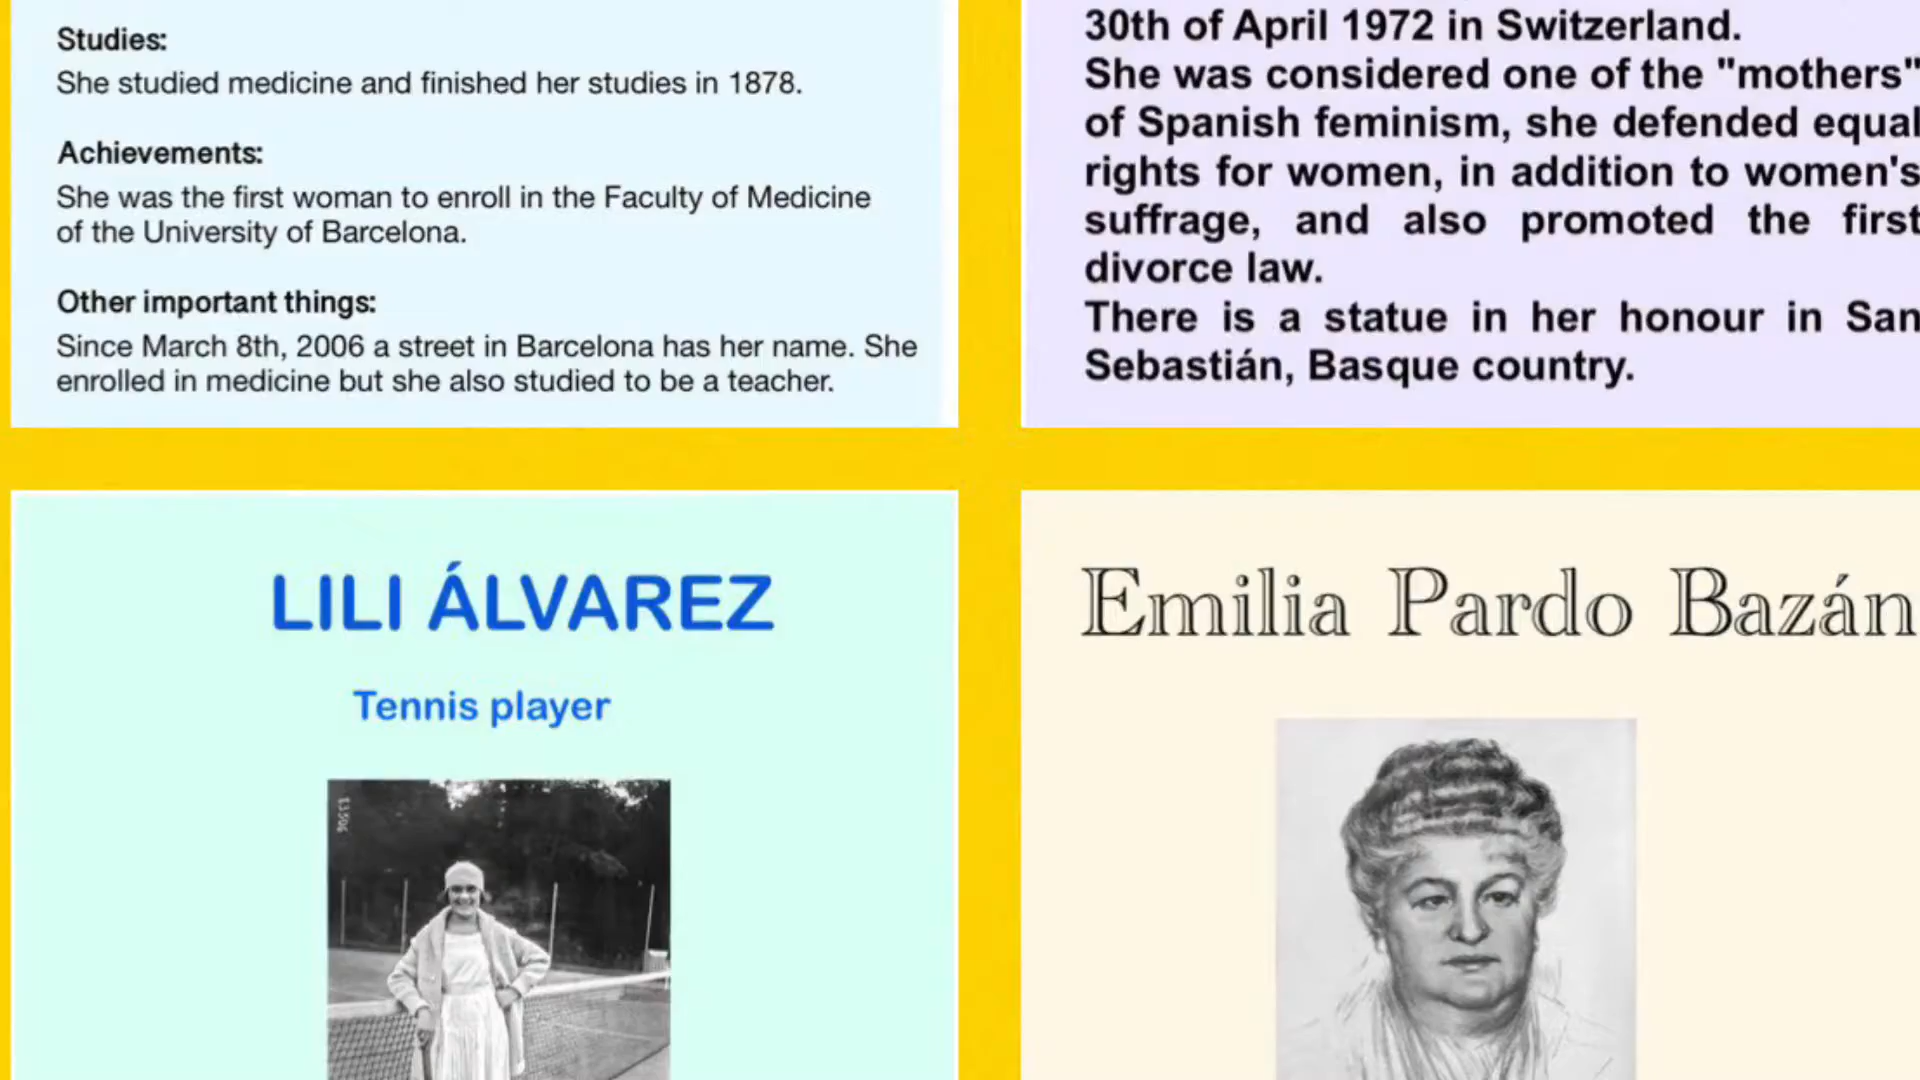 Studies:
She studied medicine and finished her studies in 1878.
Achievements:
She was the first woman to enroll in the Faculty of Medicine
of the University of Barcelona.
Other important things:
Since March 8th, 2006 a street in Barcelona has her name. She
enrolled in medicine but she also studied to be a teacher.
30th of April 1972 in Switzerland.
She was considered one of the "mothers"
of Spanish feminism, she defended equal
rights for women, in addition to women's
suffrage, and also promoted the first
divorce law.
There is a statue in her honour in San
Sebastián, Basque country.
LILI ÁLVAREZ
Tennis player
Emilia Pardo Bazán